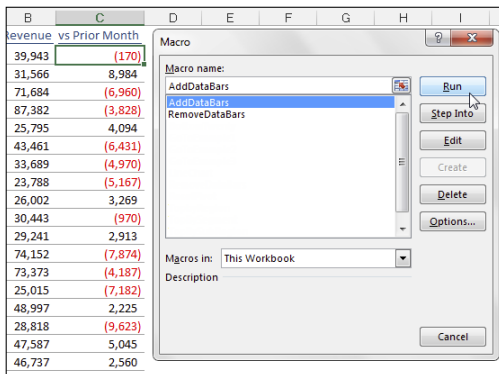 B C D E F G H I
Revenue vs Prior Month
39,943 (170)
31,566 8,984
71,684 (6,960)
87,382 (3,828)
25,795 4,094
43,461 (6,431)
33,689 (4,970)
23,788 (5,167)
26,002 3,269
30,443 (970)
29,241 2,913
74,152 (7,874)
73,373 (4,187)
25,015 (7,182)
48,997 2,225
28,818 (9,623)
47,587 5,045
46,737 2,560
Macro
Macro name:
AddDataBars
AddDataBars
RemoveDataBars
Run
Step Into
Edit
Create
Delete
Options...
Macros in: This Workbook
Description
Cancel